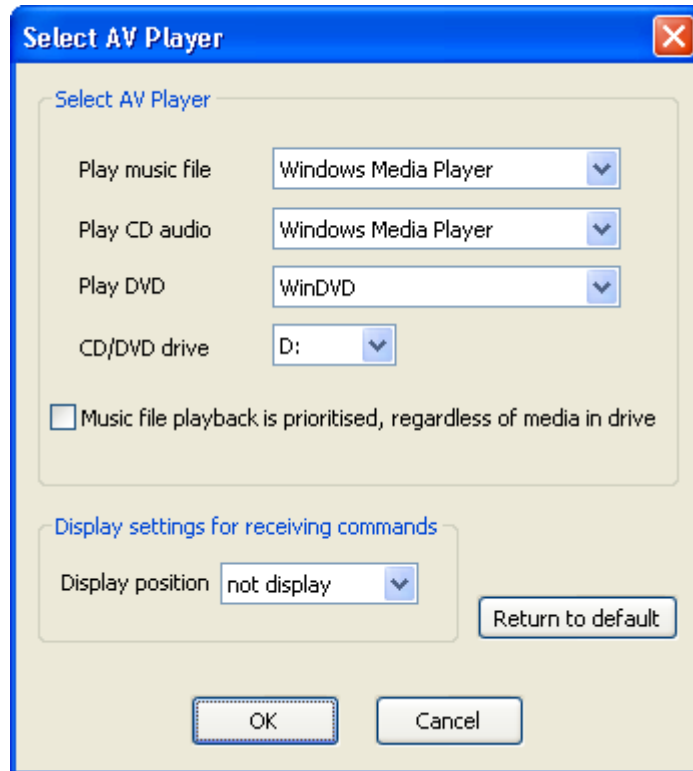 Select AV Player
Select AV Player
Play music file Windows Media Player
Play CD audio Windows Media Player
Play DVD WinDVD
CD/DVD drive D:
Music file playback is prioritised, regardless of media in drive
Display settings for receiving commands
Display position not display
Return to default
OK Cancel